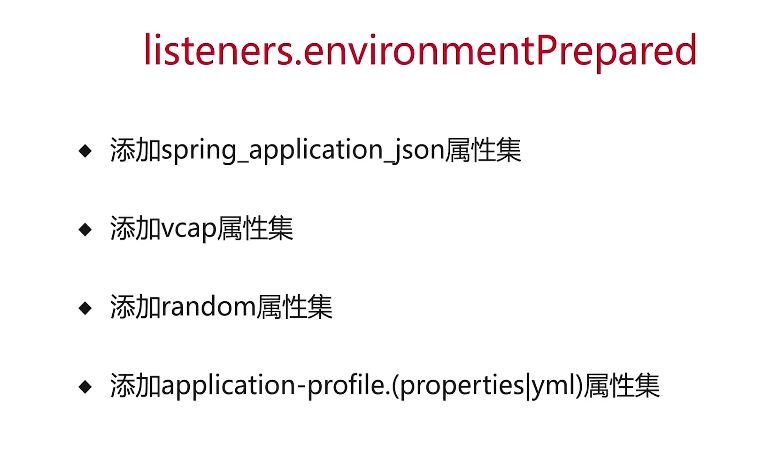 listeners.environmentPrepared
◆ 添加spring_application_json属性集
◆ 添加vcap属性集
◆ 添加random属性集
◆ 添加application-profile.(properties|yml)属性集